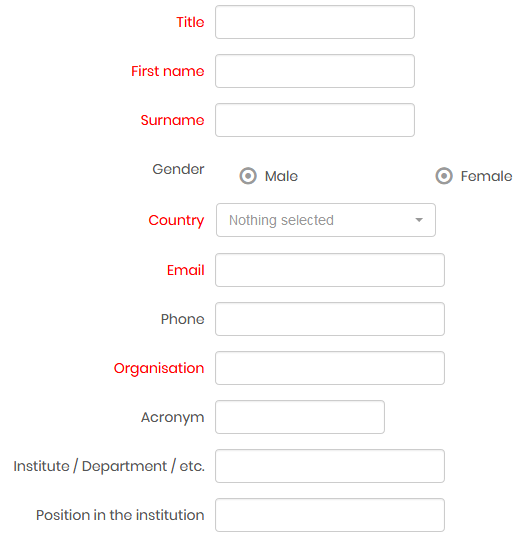 Title
First name
Surname
Gender Male Female
Country Nothing selected
Email
Phone
Organisation
Acronym
Institute / Department / etc.
Position in the institution